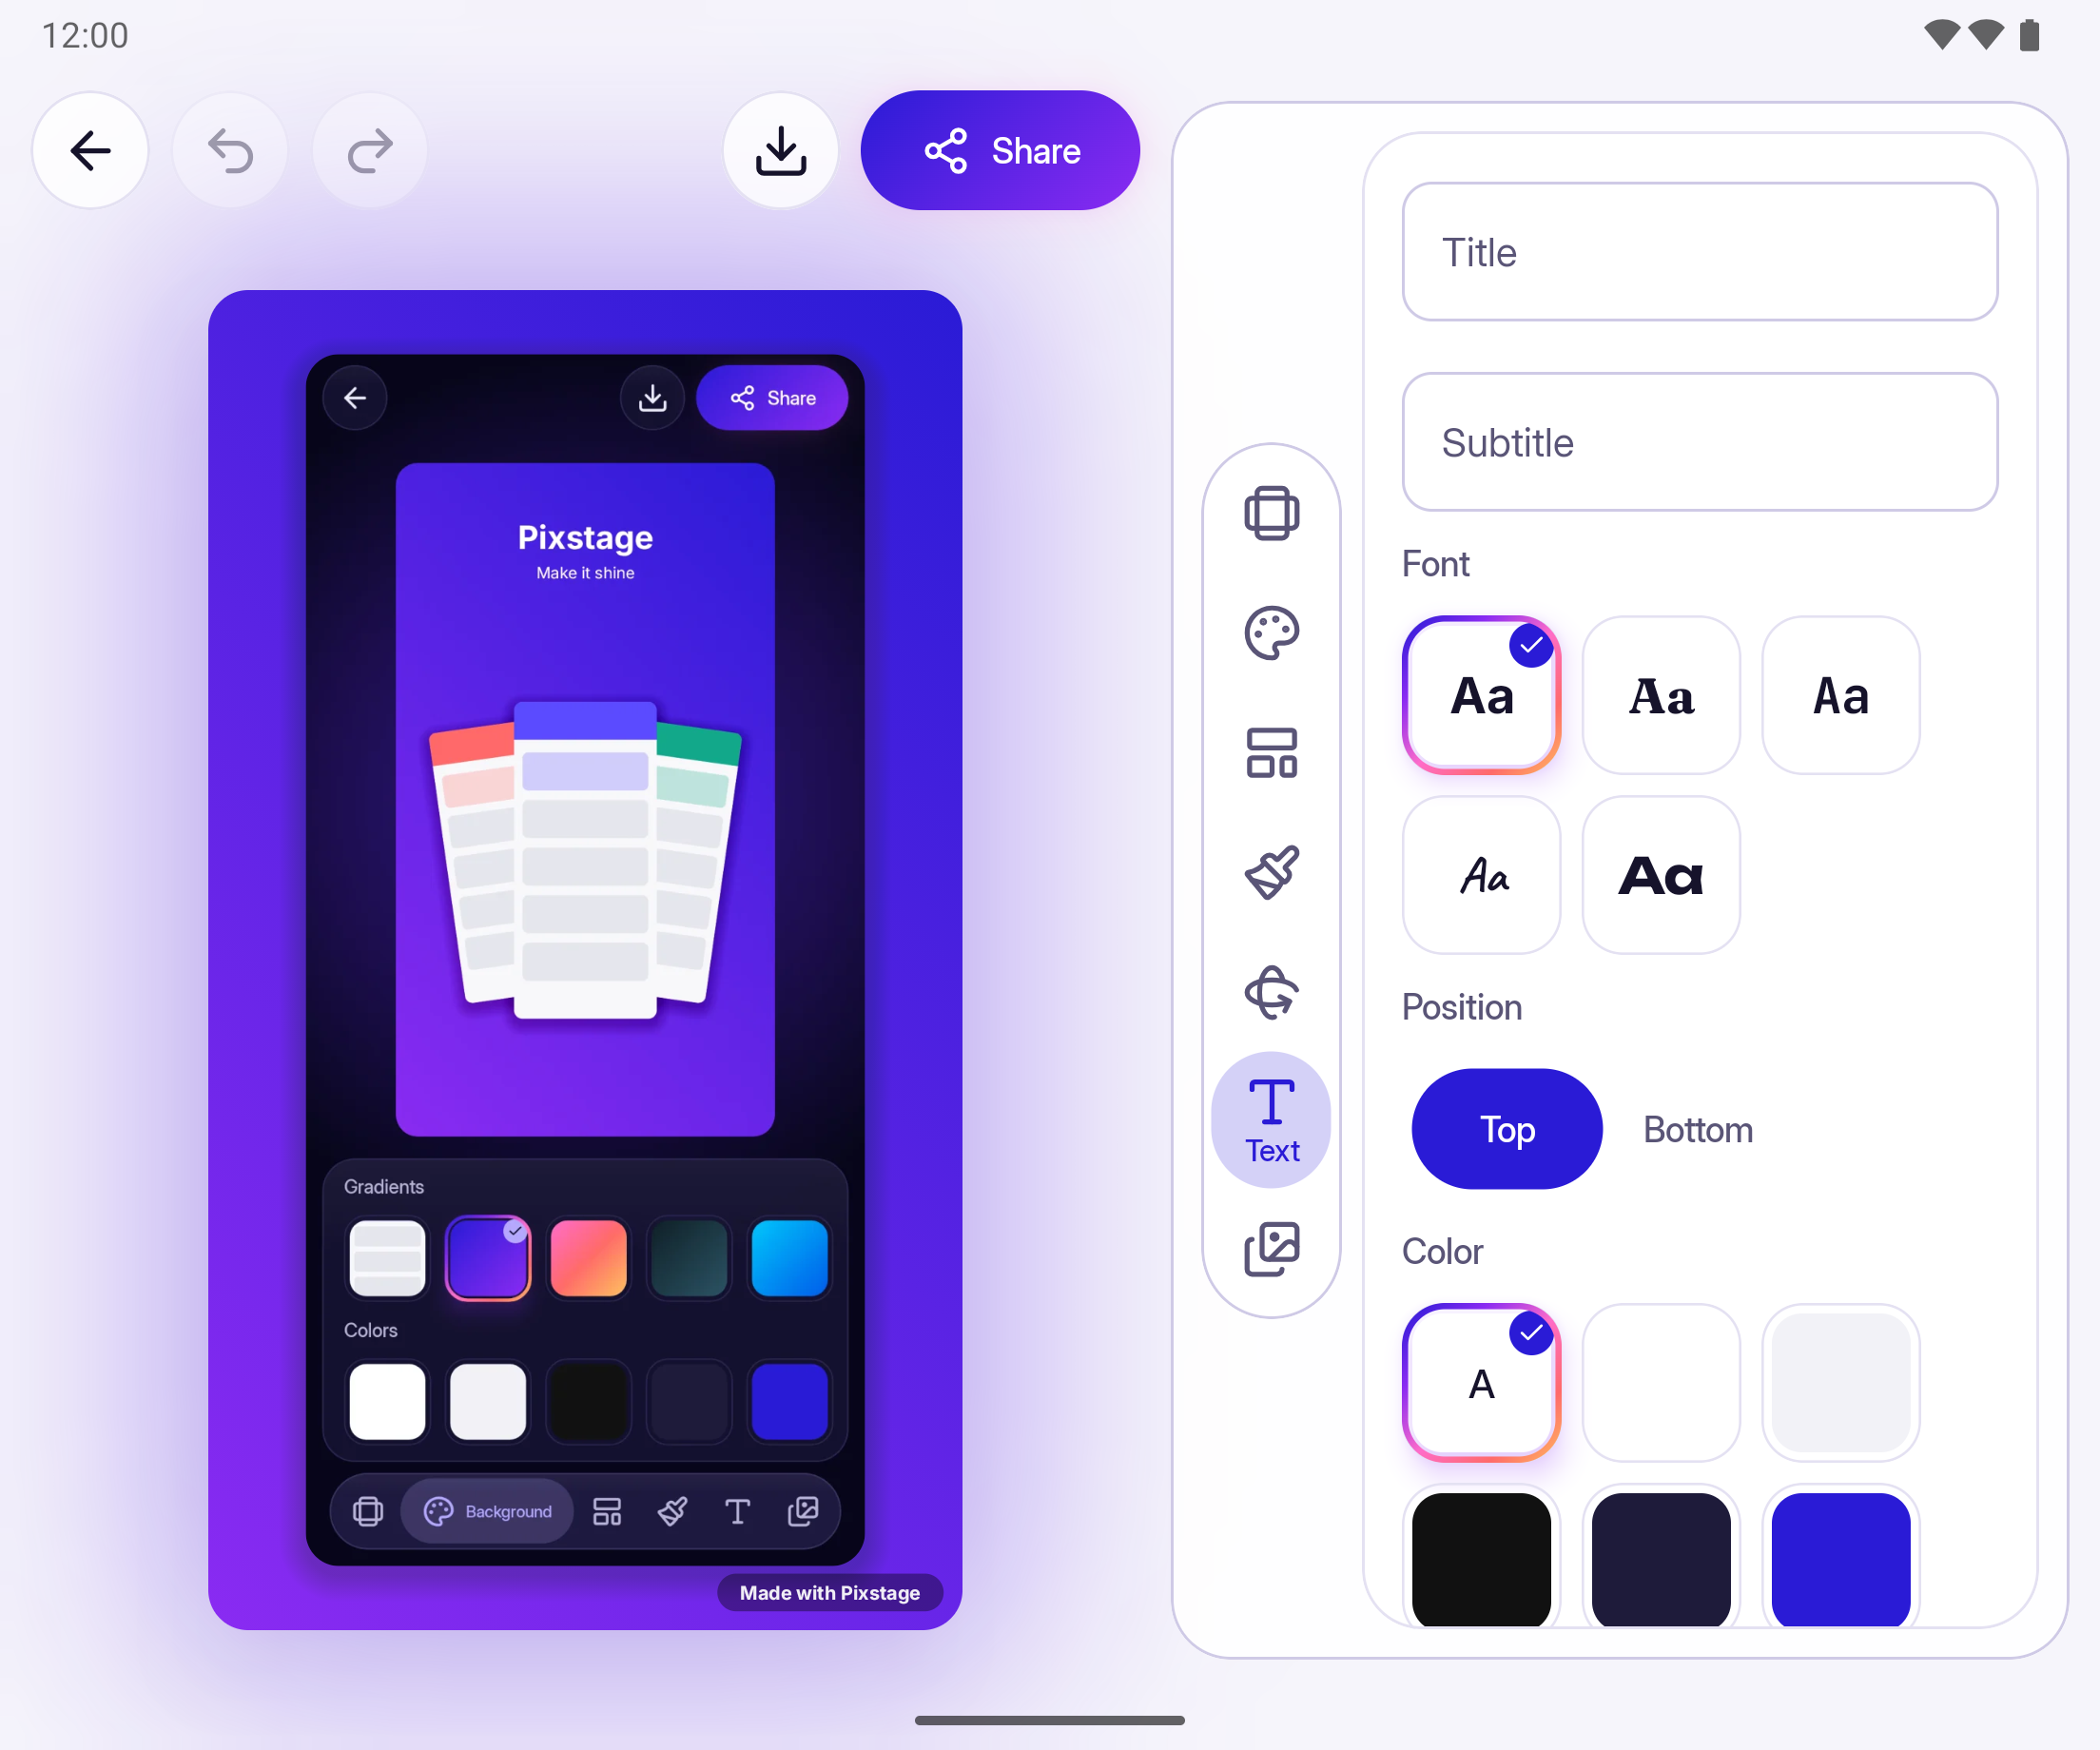 12:00
Share
Share
Pixstage
Make it shine
Gradients
Colors
Background
Made with Pixstage
Text
Title
Subtitle
Font
Aa Aa Aa
Aa Aa
Position
Top Bottom
Color
A